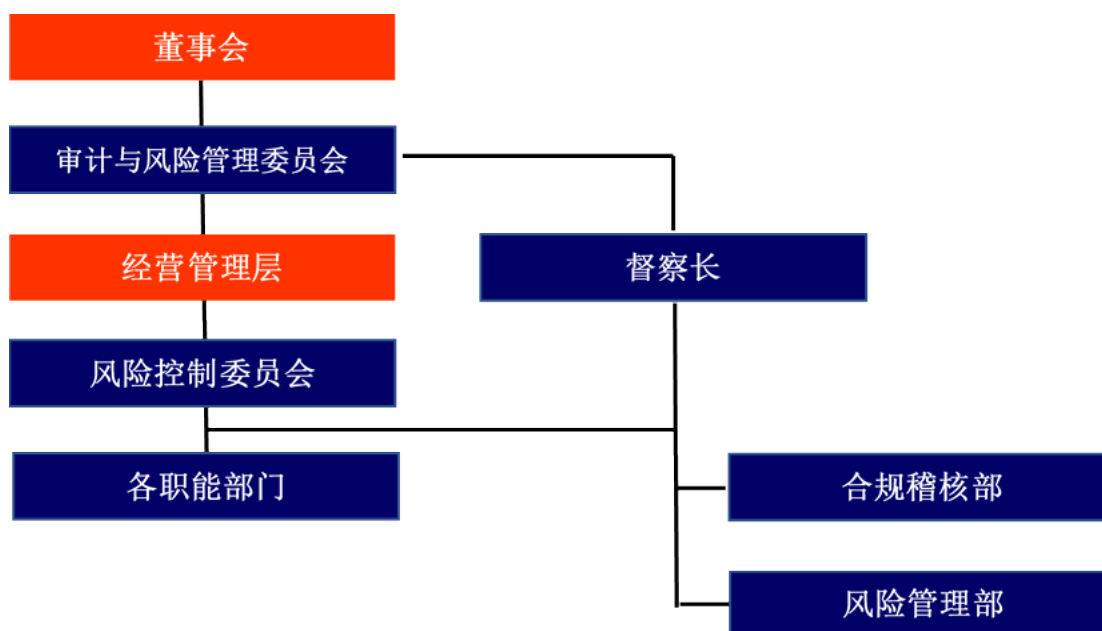 董事会
审计与风险管理委员会
经营管理层
督察长
风险控制委员会
各职能部门
合规稽核部
风险管理部